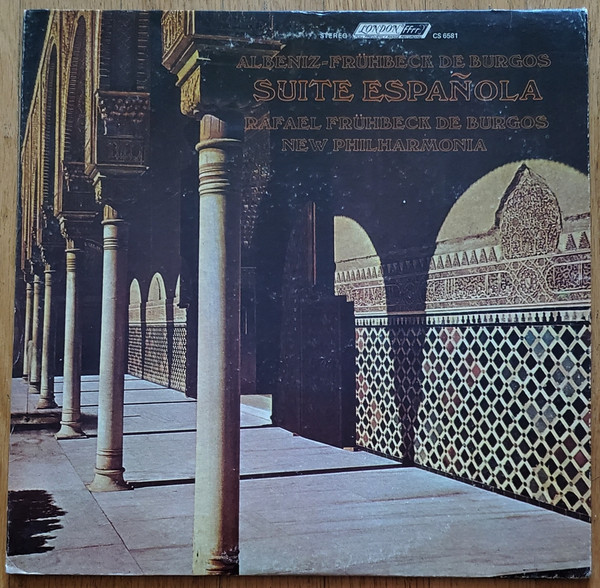 STEREO LONDON ffrr CS 6581
ALBENIZ-FRÜHBECK DE BURGOS
SUITE ESPAÑOLA
RAFAEL FRÜHBECK DE BURGOS
NEW PHILHARMONIA